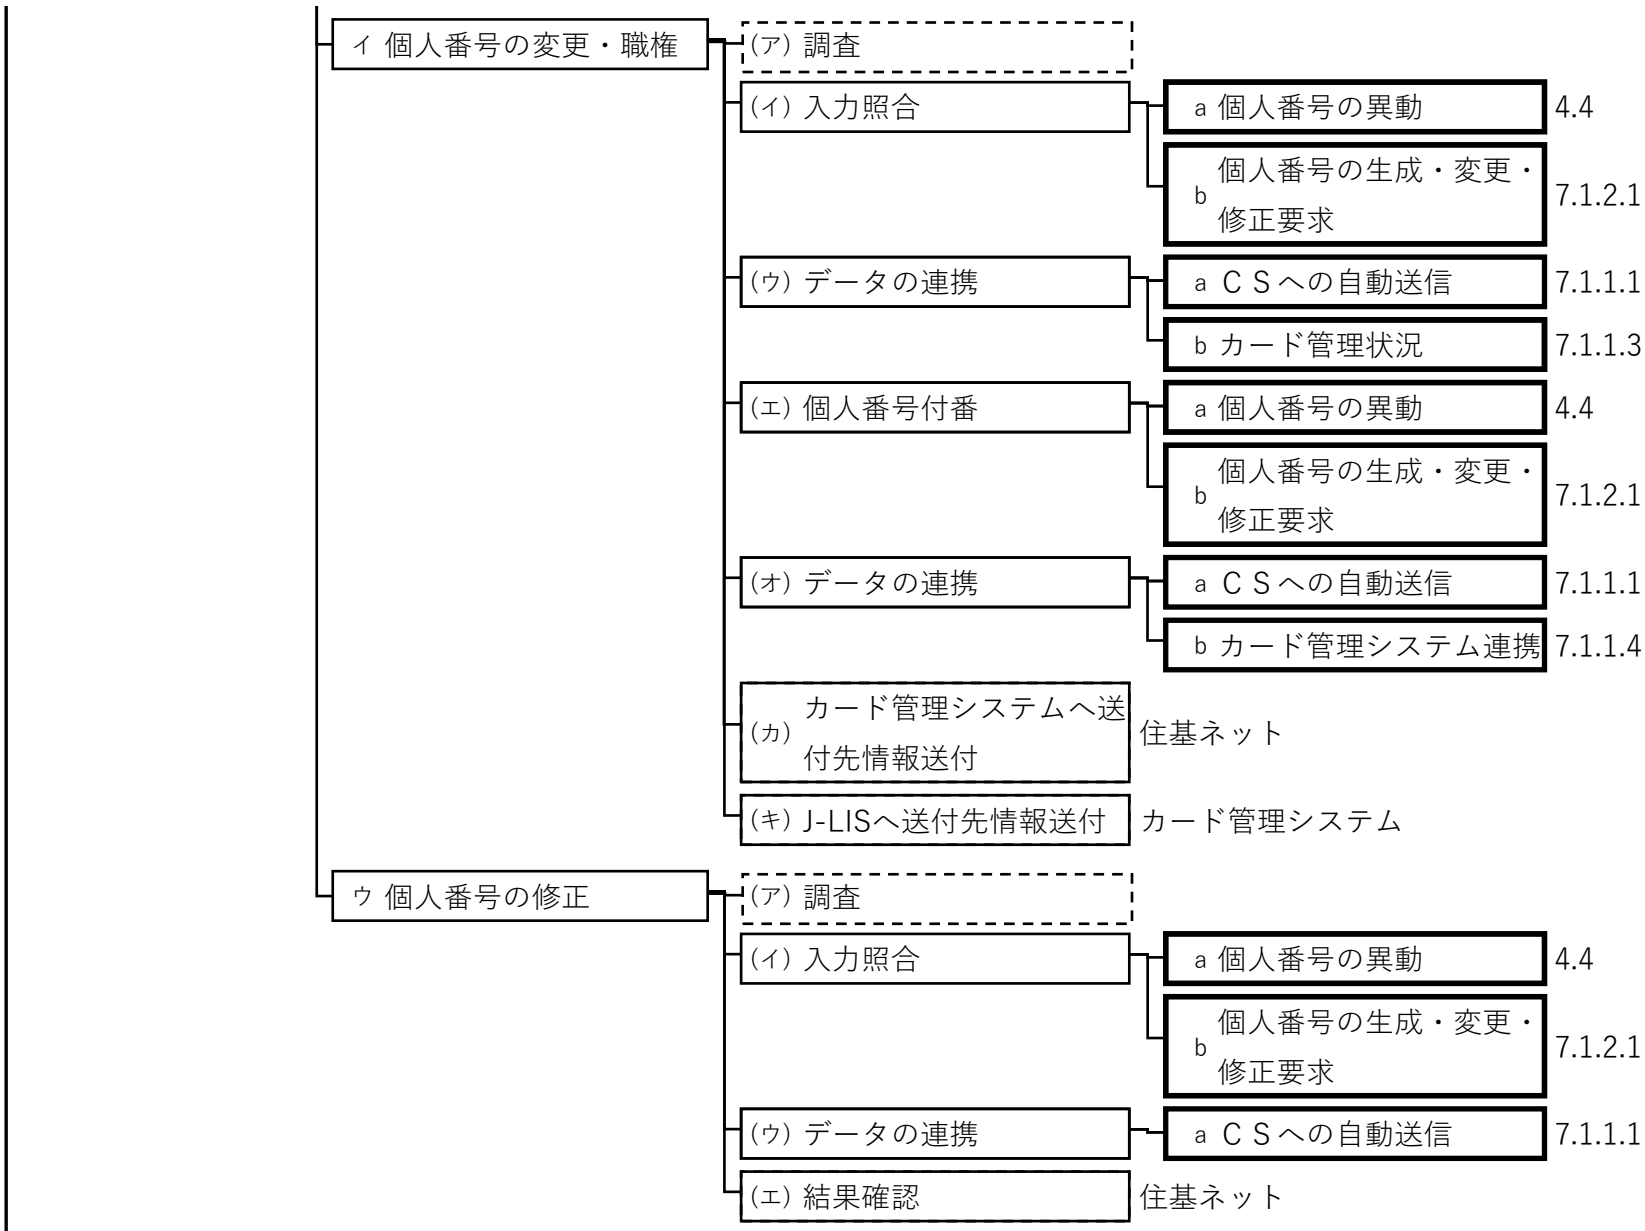 イ 個人番号の変更・職権
(ア) 調査
(イ) 入力照合
a 個人番号の異動 4.4
b 個人番号の生成・変更・
修正要求 7.1.2.1
(ウ) データの連携
a ＣＳへの自動送信 7.1.1.1
b カード管理状況 7.1.1.3
(エ) 個人番号付番
a 個人番号の異動 4.4
b 個人番号の生成・変更・
修正要求 7.1.2.1
(オ) データの連携
a ＣＳへの自動送信 7.1.1.1
b カード管理システム連携 7.1.1.4
(カ) カード管理システムへ送
付先情報送付 住基ネット
(キ) J-LISへ送付先情報送付 カード管理システム
ウ 個人番号の修正
(ア) 調査
(イ) 入力照合
a 個人番号の異動 4.4
b 個人番号の生成・変更・
修正要求 7.1.2.1
(ウ) データの連携
a ＣＳへの自動送信 7.1.1.1
(エ) 結果確認 住基ネット